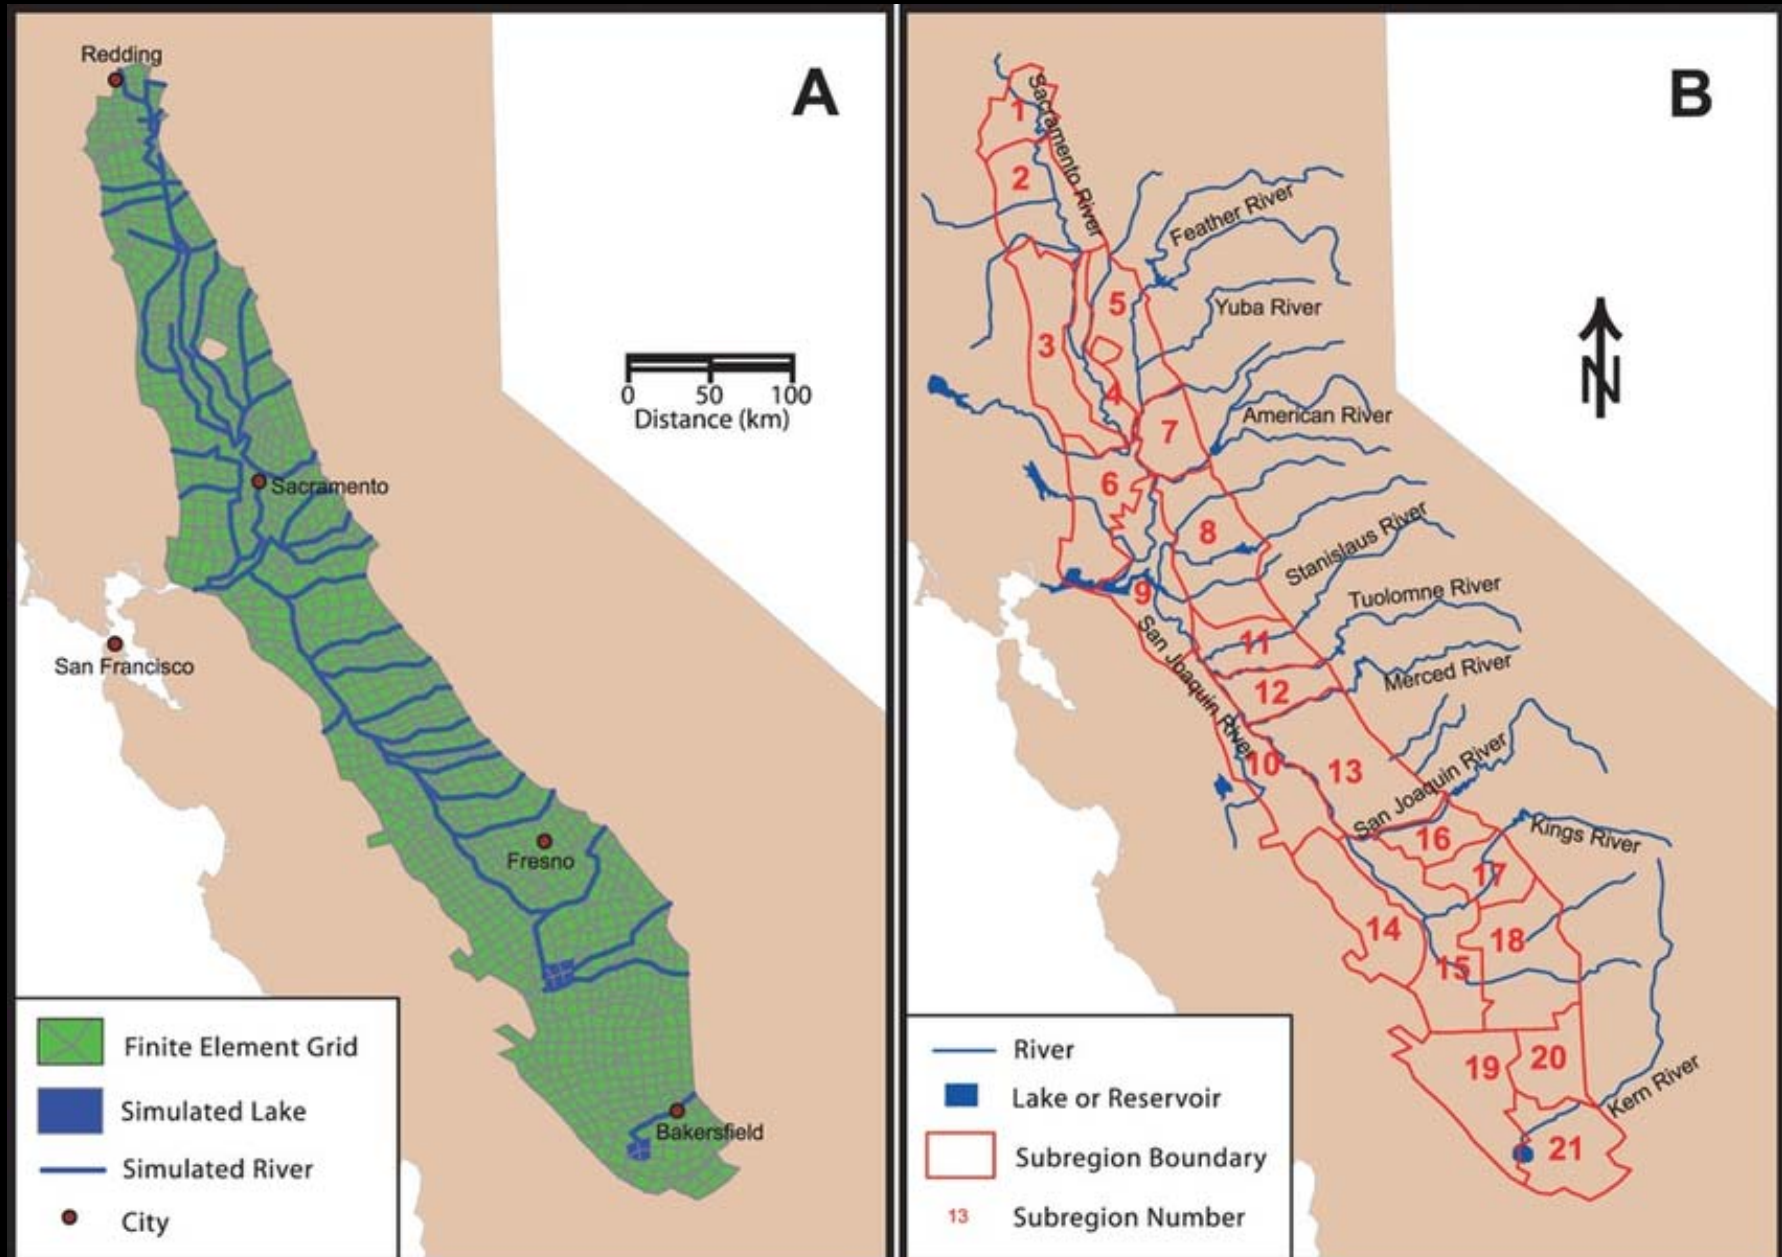 A
Redding
0 50 100
Distance (km)
Sacramento
San Francisco
Fresno
Bakersfield
Finite Element Grid
Simulated Lake
Simulated River
City
B
Sacramento River
1
2
Feather River
5
Yuba River
3
4
American River
7
6
8
Stanislaus River
9
Tuolomne River
San Joaquin River
11
Merced River
12
10
13
San Joaquin River
16
Kings River
17
14
18
15
19
20
Kern River
21
N
River
Lake or Reservoir
Subregion Boundary
13 Subregion Number